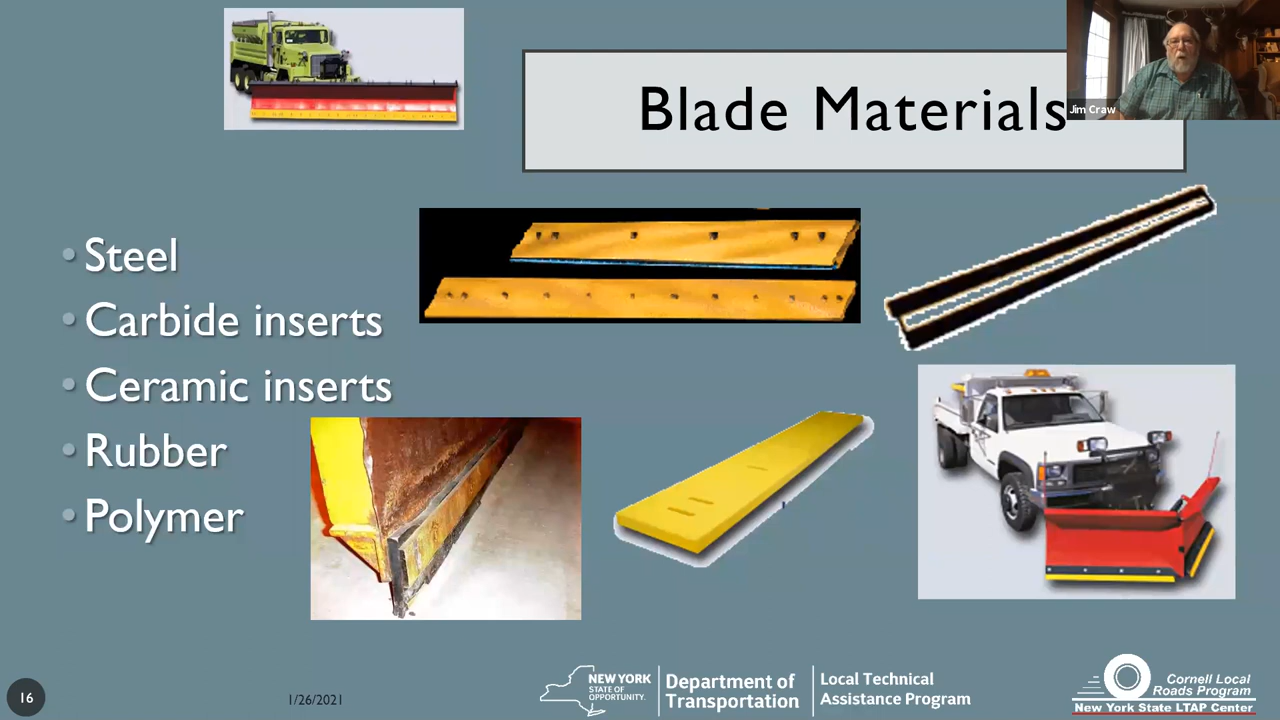 Blade Materials
Jim Craw
• Steel
• Carbide inserts
• Ceramic inserts
• Rubber
• Polymer
16
1/26/2021
NEW YORK
STATE OF
OPPORTUNITY.
Department of
Transportation
Local Technical
Assistance Program
Cornell Local
Roads Program
New York State LTAP Center